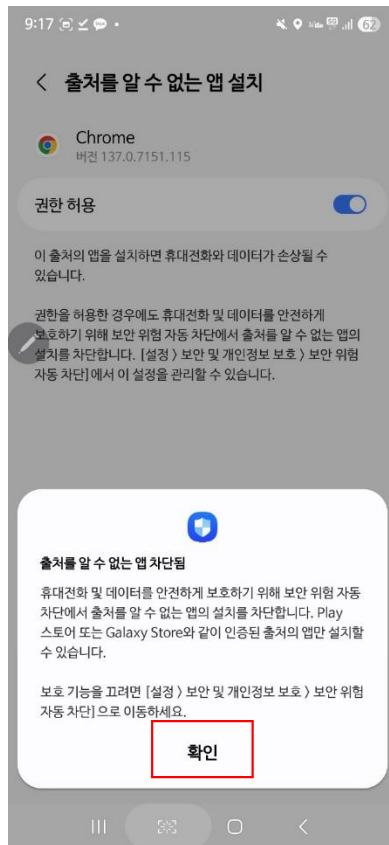 9:17
62
출처를 알 수 없는 앱 설치
Chrome
버전 137.0.7151.115
권한 허용
이 출처의 앱을 설치하면 휴대전화와 데이터가 손상될 수
있습니다.
권한을 허용한 경우에도 휴대전화 및 데이터를 안전하게
보호하기 위해 보안 위험 자동 차단에서 출처를 알 수 없는 앱의
설치를 차단합니다. [설정 > 보안 및 개인정보 보호 > 보안 위험
자동 차단]에서 이 설정을 관리할 수 있습니다.
출처를 알 수 없는 앱 차단됨
휴대전화 및 데이터를 안전하게 보호하기 위해 보안 위험 자동
차단에서 출처를 알 수 없는 앱의 설치를 차단합니다. Play
스토어 또는 Galaxy Store와 같이 인증된 출처의 앱만 설치할
수 있습니다.
보호 기능을 끄려면 [설정 > 보안 및 개인정보 보호 > 보안 위험
자동 차단]으로 이동하세요.
확인